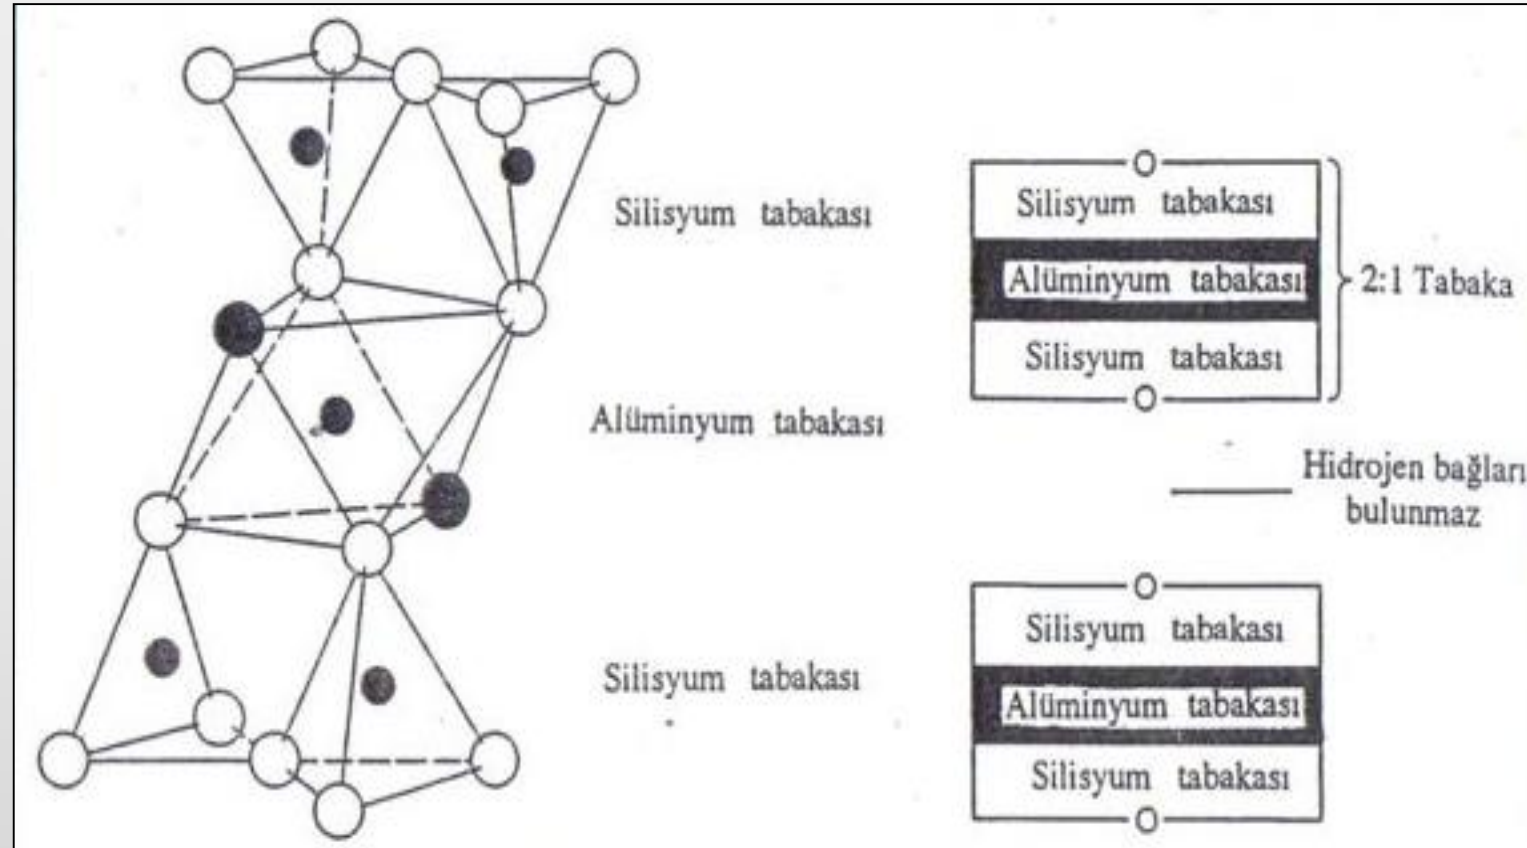 Silisyum tabakası
Alüminyum tabakası
Silisyum tabakası
Silisyum tabakası
Alüminyum tabakası
Silisyum tabakası
2:1 Tabaka
Hidrojen bağları
bulunmaz
Silisyum tabakası
Alüminyum tabakası
Silisyum tabakası